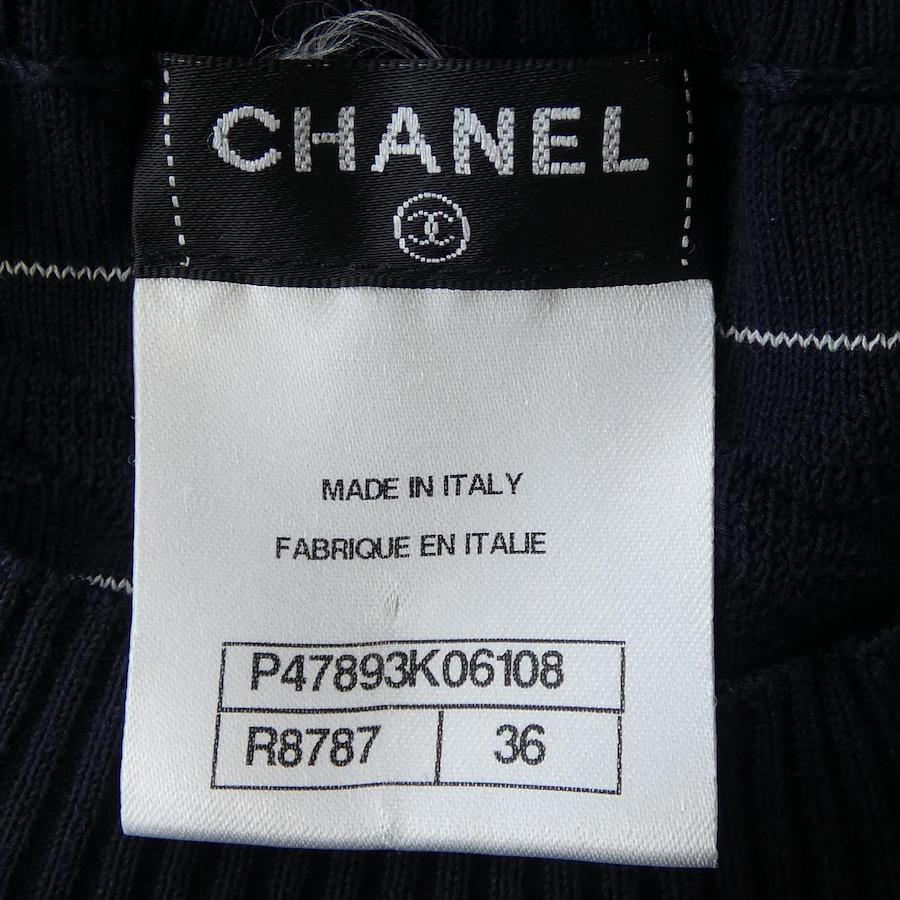 CHANEL
MADE IN ITALY
FABRIQUE EN ITALIE
P47893K06108
R8787 36